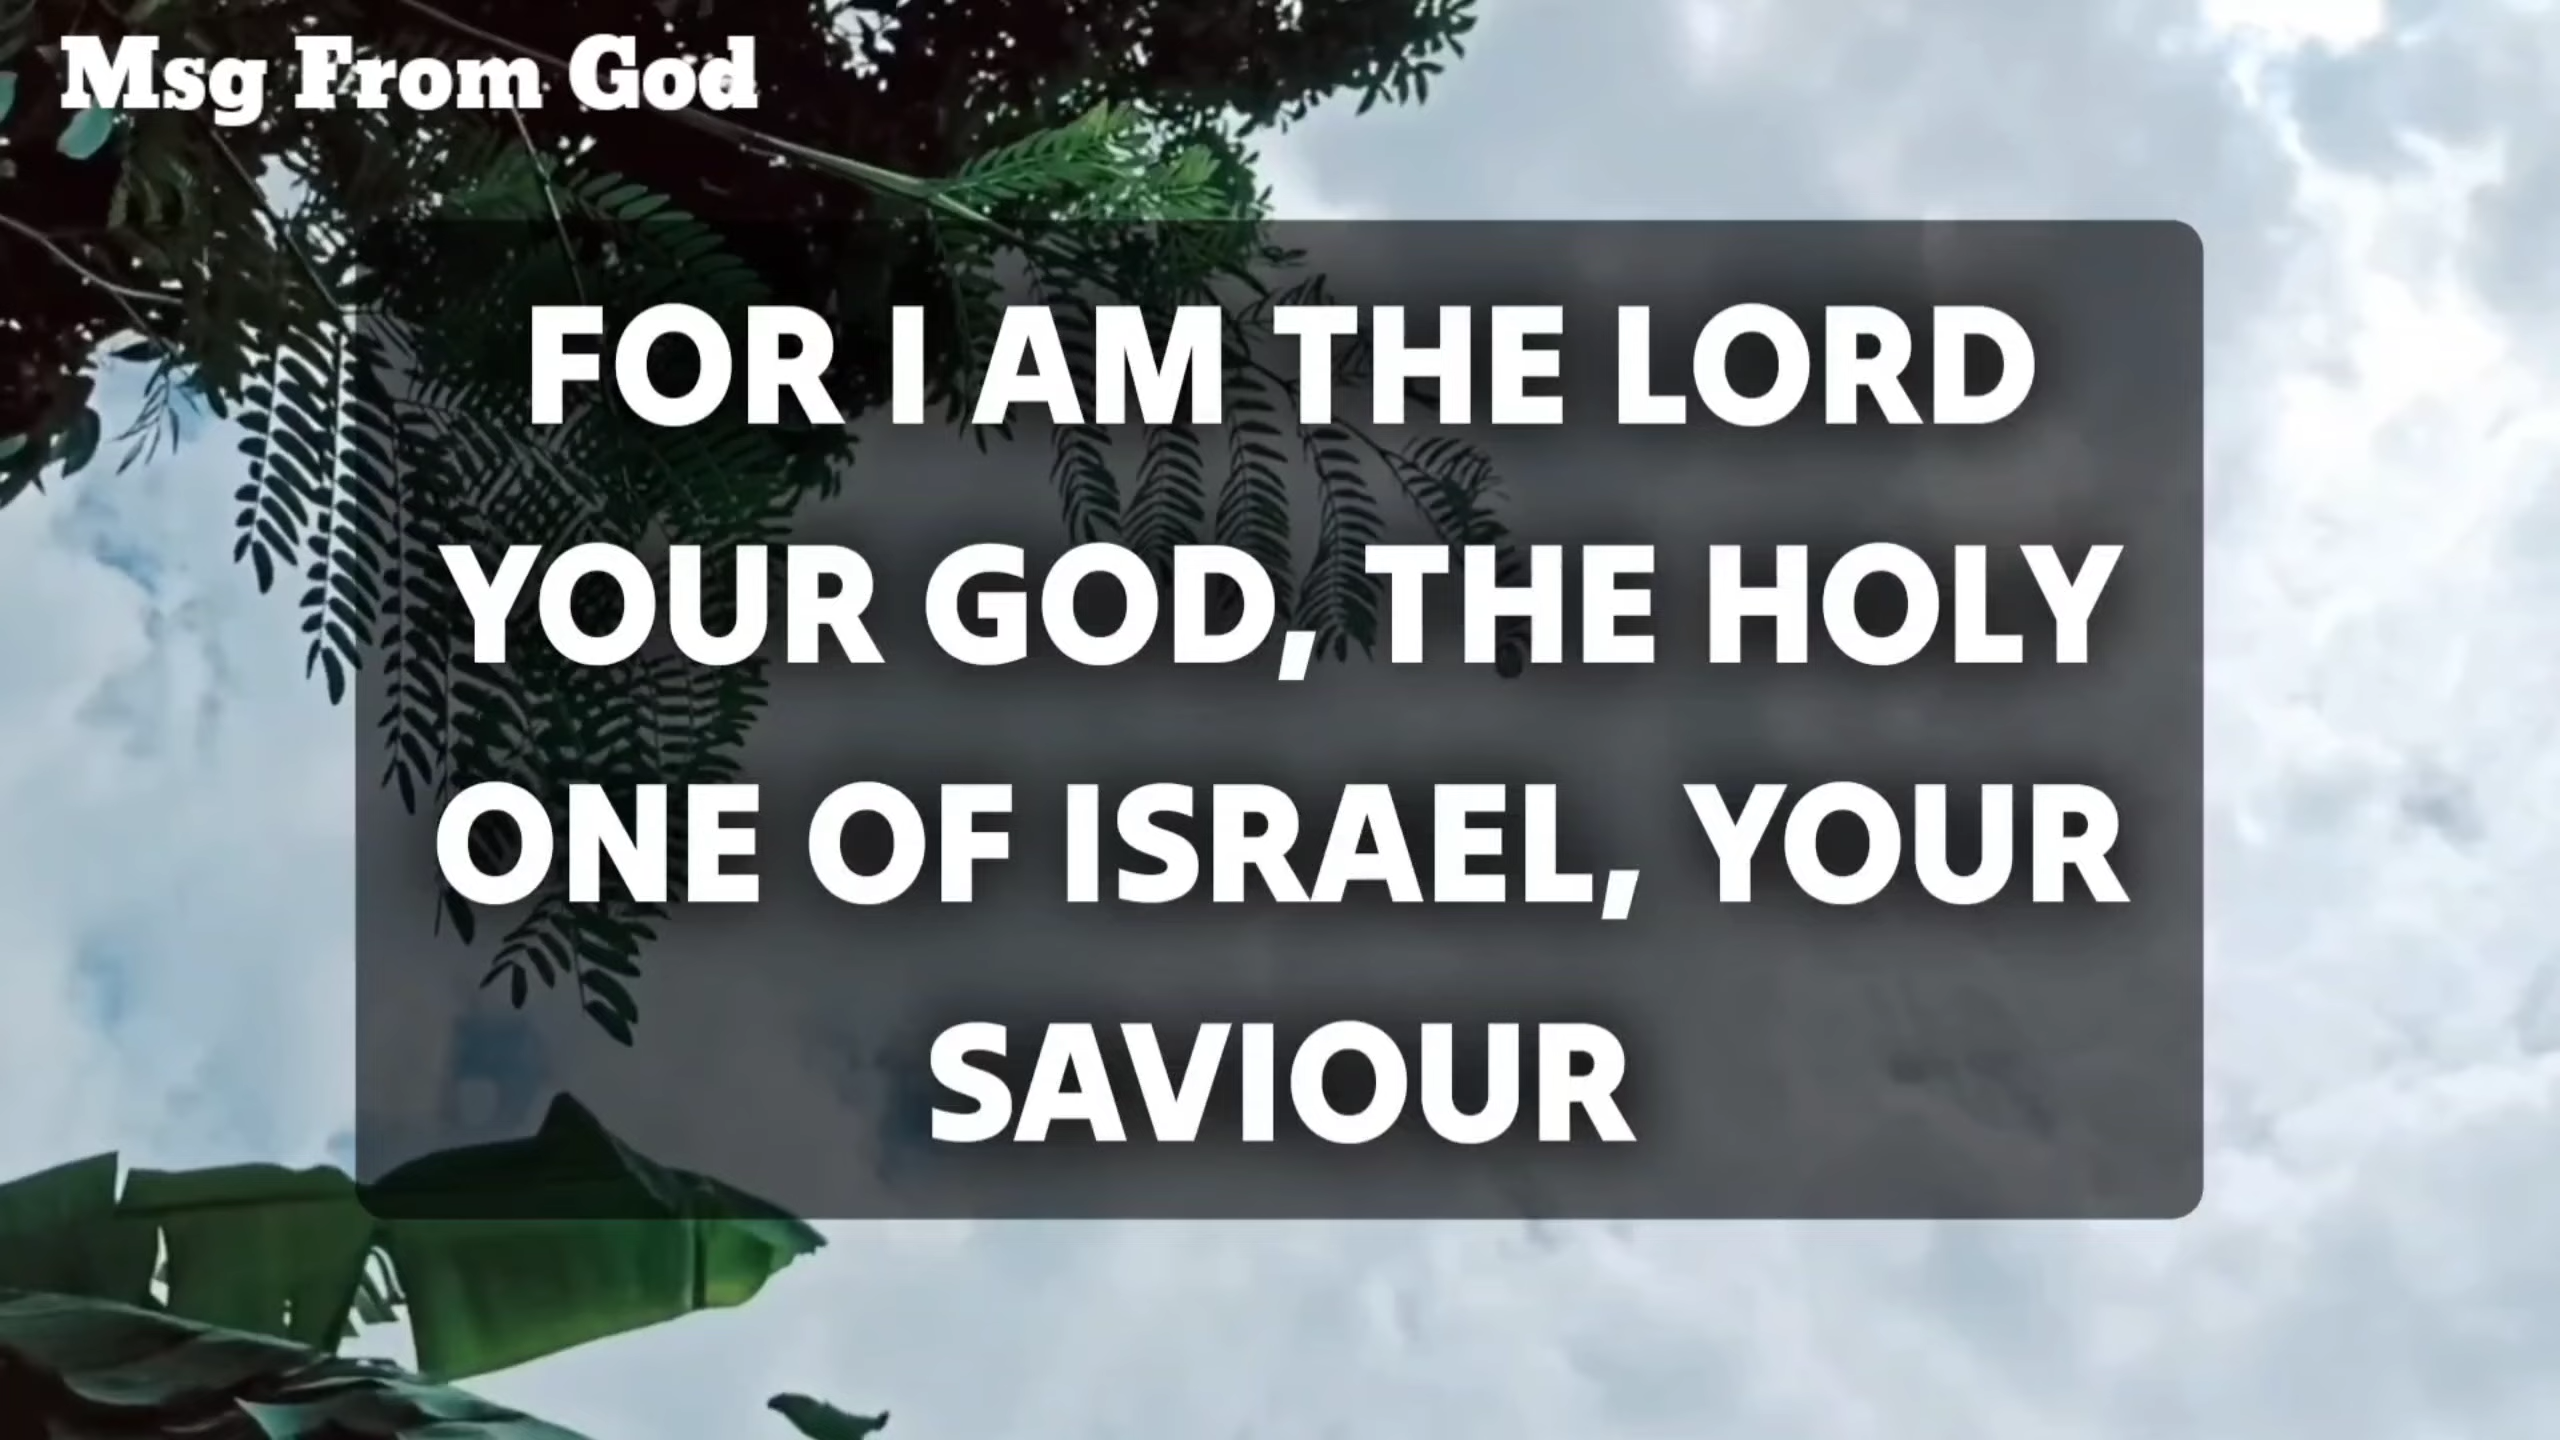 Msg From God
FOR I AM THE LORD
YOUR GOD, THE HOLY
ONE OF ISRAEL, YOUR
SAVIOUR